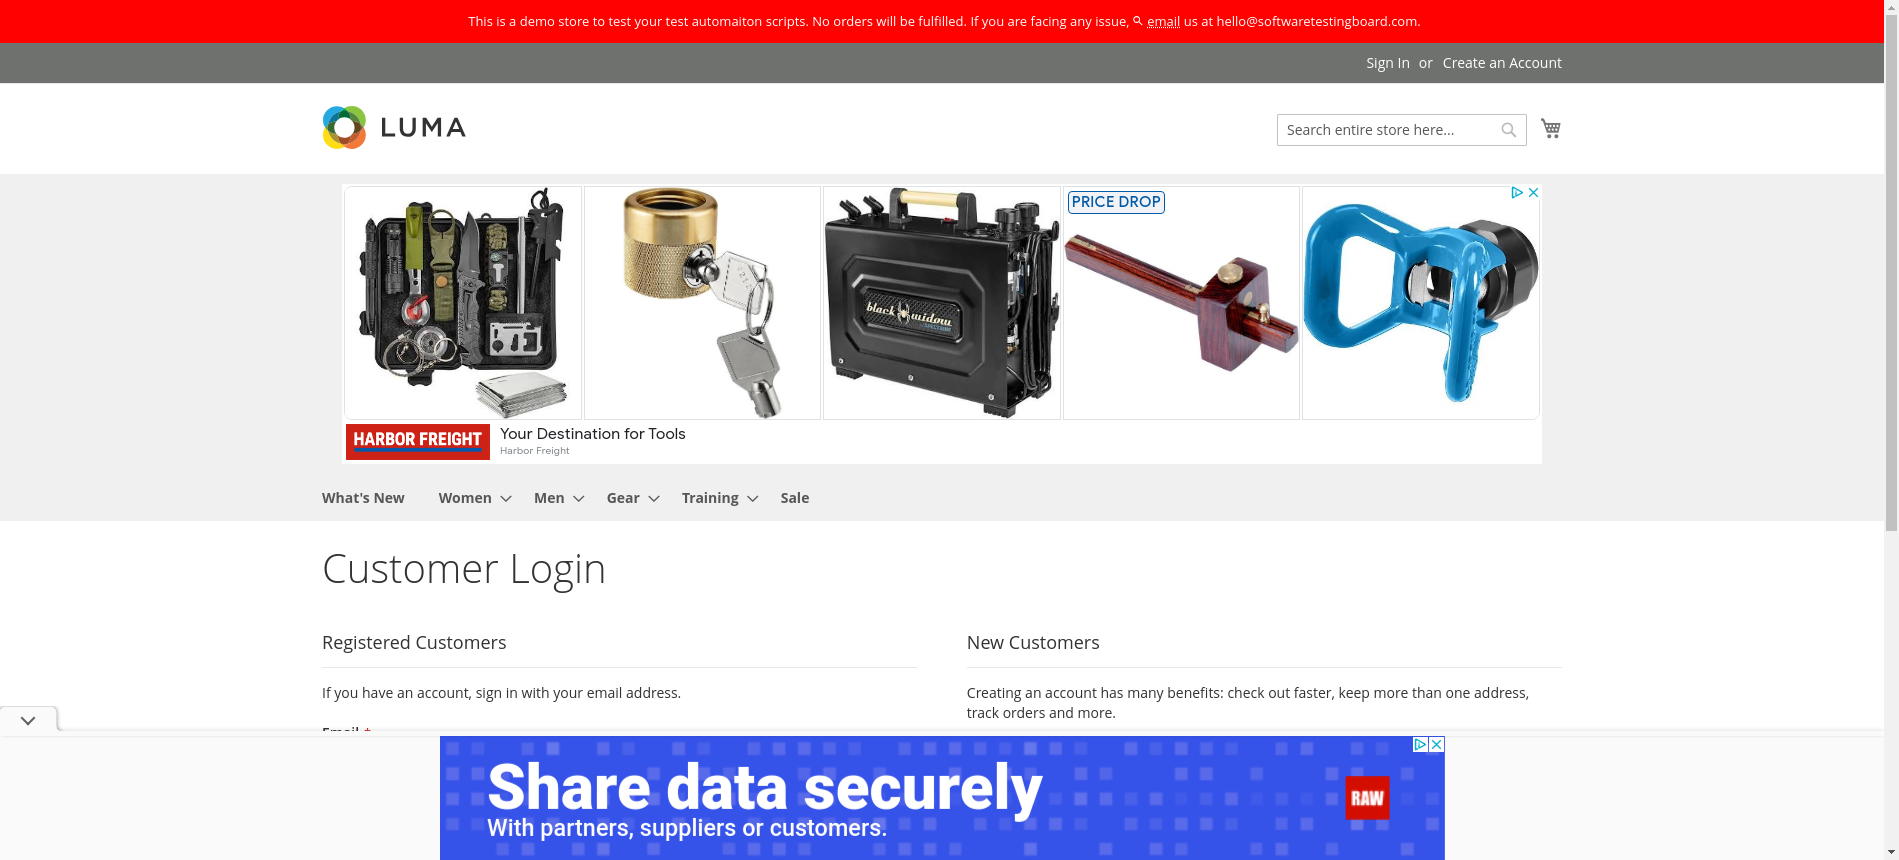 This is a demo store to test your test automaiton scripts. No orders will be fulfilled. If you are facing any issue, email us at hello@softwaretestingboard.com.
Sign In or Create an Account
LUMA
Search entire store here...
PRICE DROP
black widow
HARBOR FREIGHT
Your Destination for Tools
Harbor Freight
What's New Women Men Gear Training Sale
Customer Login
Registered Customers
New Customers
If you have an account, sign in with your email address.
Creating an account has many benefits: check out faster, keep more than one address,
track orders and more.
Email *
Share data securely
With partners, suppliers or customers.
RAW